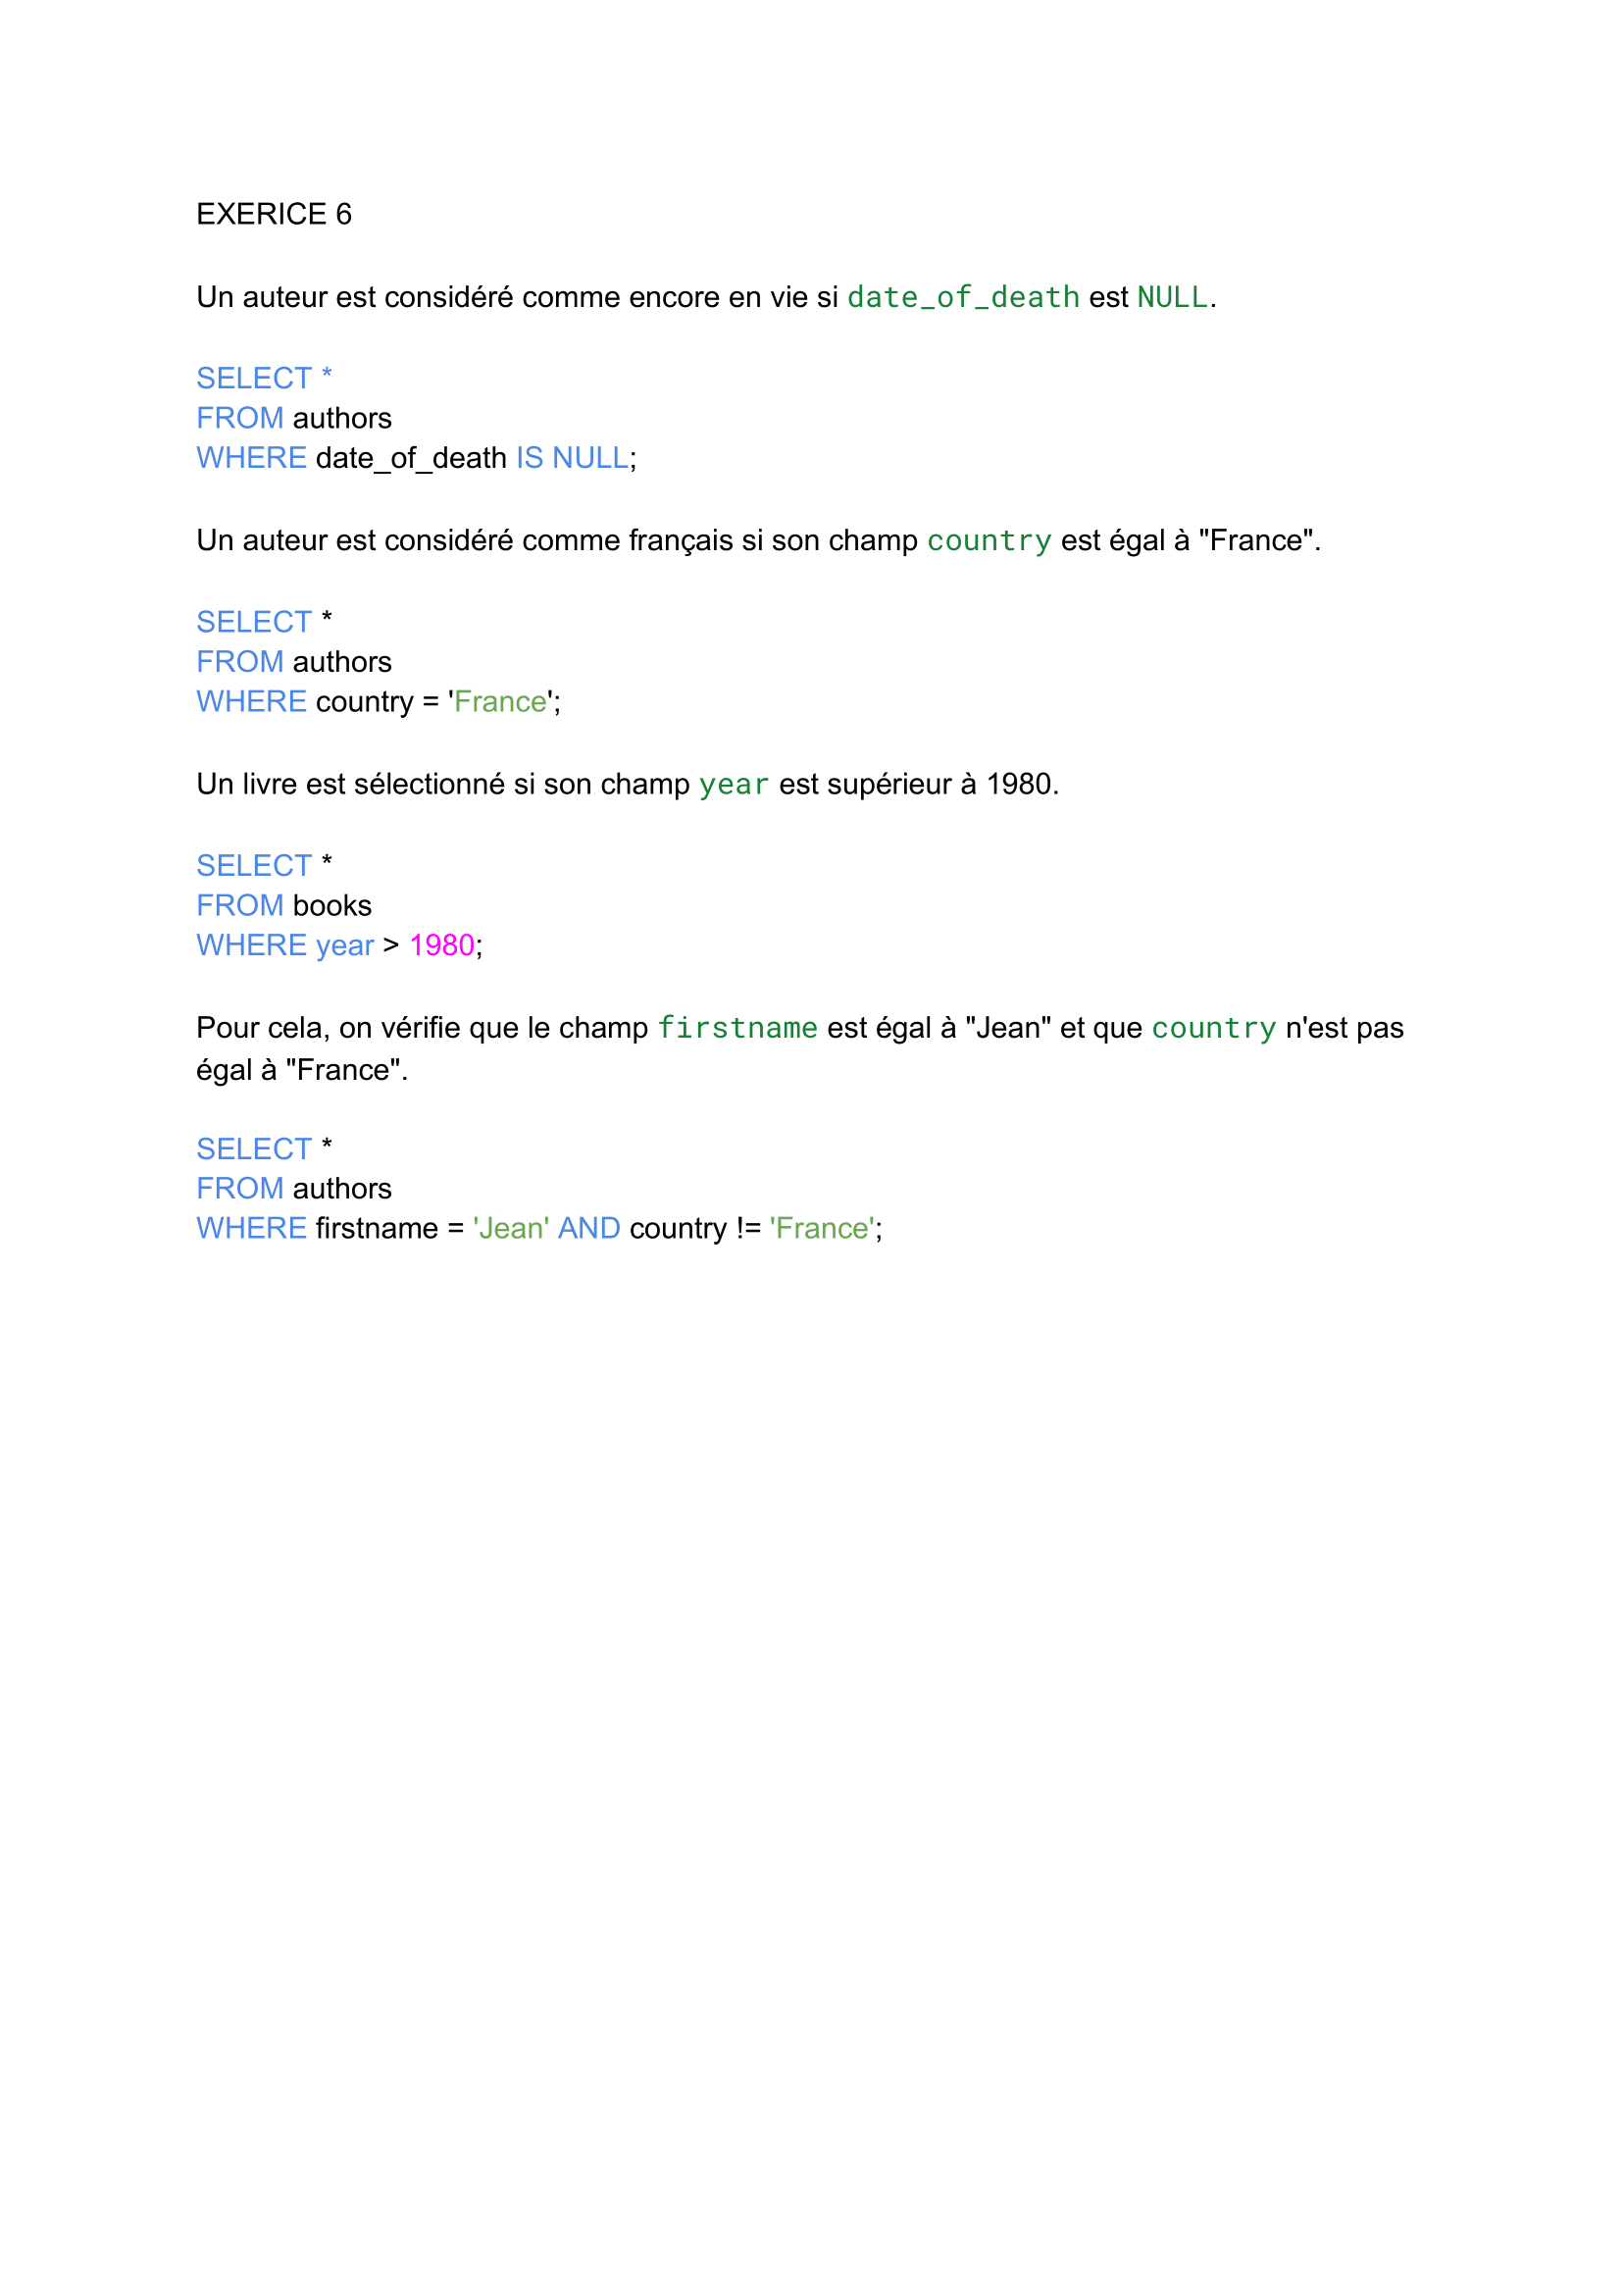 EXERICE 6
Un auteur est considéré comme encore en vie si date_of_death est NULL.
SELECT *
FROM authors
WHERE date_of_death IS NULL;
Un auteur est considéré comme français si son champ country est égal à "France".
SELECT *
FROM authors
WHERE country = 'France';
Un livre est sélectionné si son champ year est supérieur à 1980.
SELECT *
FROM books
WHERE year > 1980;
Pour cela, on vérifie que le champ firstname est égal à "Jean" et que country n'est pas
égal à "France".
SELECT *
FROM authors
WHERE firstname = 'Jean' AND country != 'France';